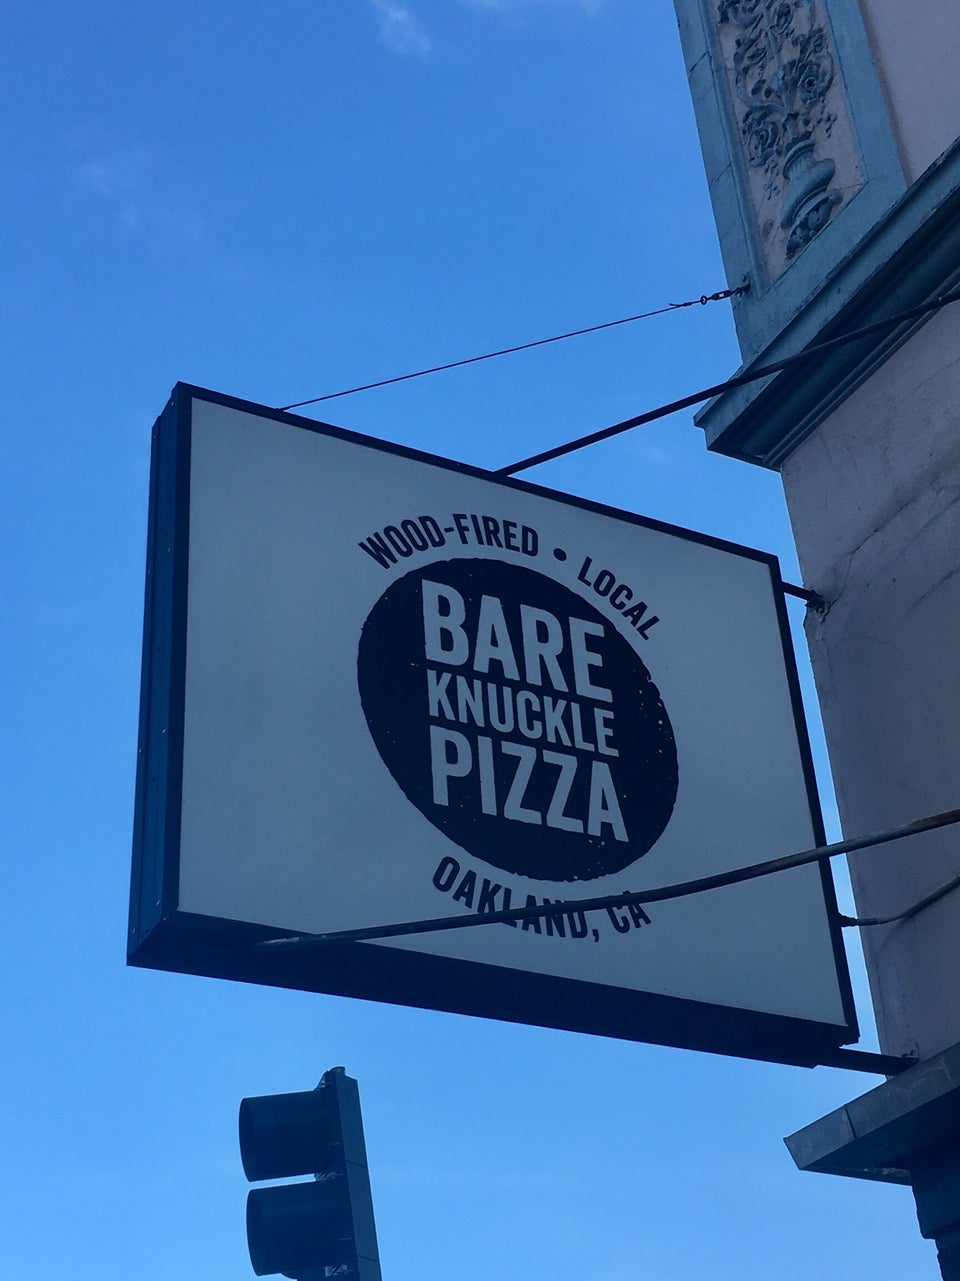 WOOD-FIRED • LOCAL
BARE
KNUCKLE
PIZZA
OAKLAND, CA